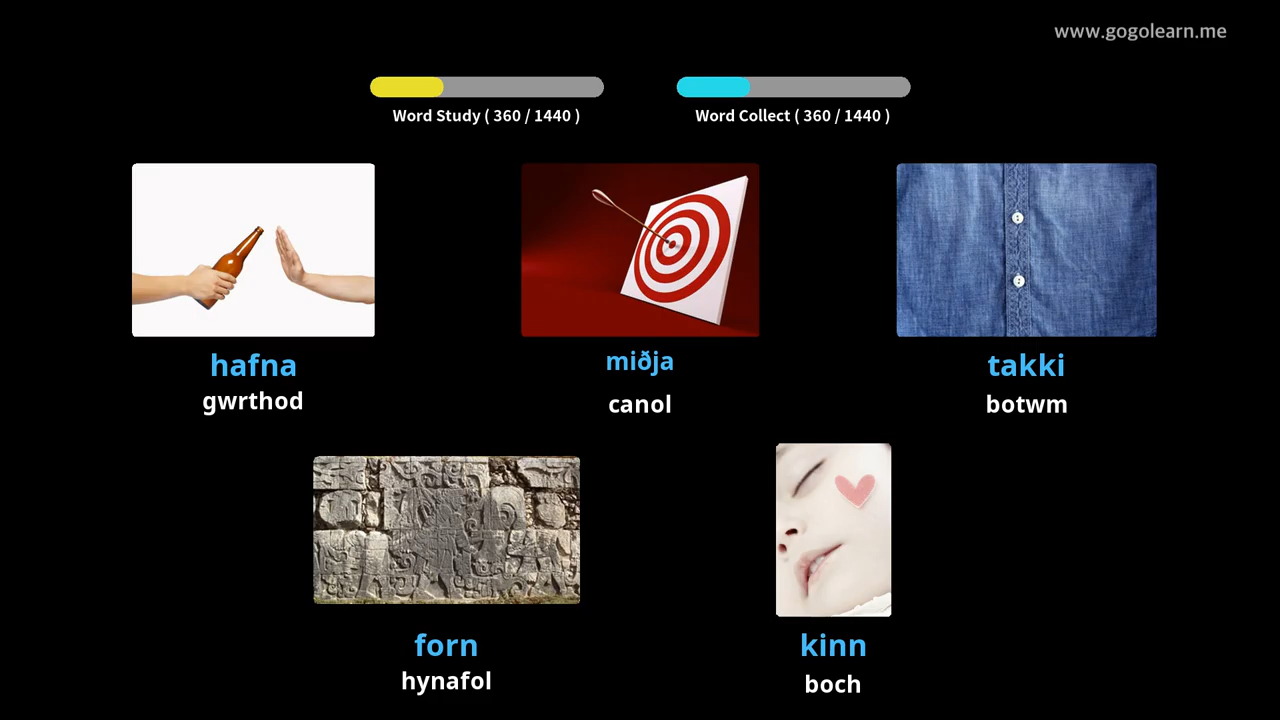 www.gogolearn.me
Word Study ( 360 / 1440 )
Word Collect ( 360 / 1440 )
hafna
gwrthod
miðja
canol
takki
botwm
forn
hynafol
kinn
boch